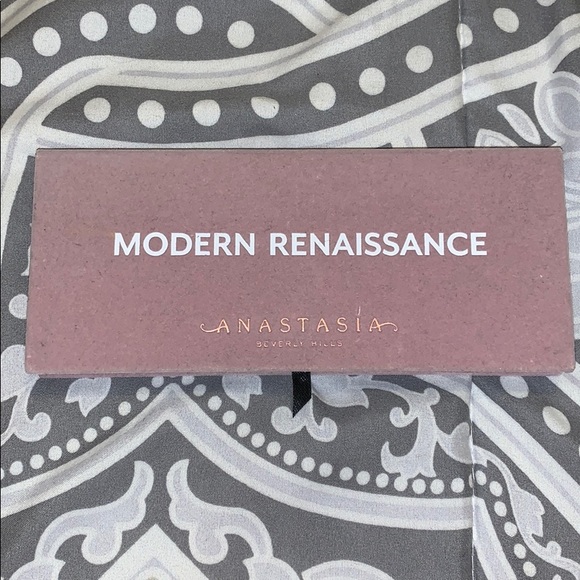 MODERN RENAISSANCE
ANASTASIA
BEVERLY HILLS